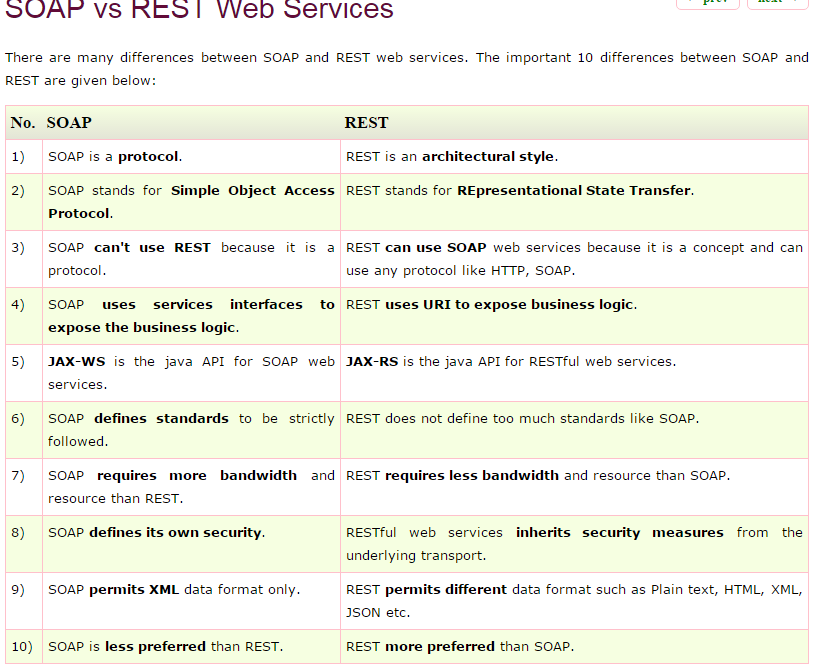 SOAP vs REST Web Services
← prev next →
There are many differences between SOAP and REST web services. The important 10 differences between SOAP and
REST are given below:
No. SOAP REST
1) SOAP is a protocol. REST is an architectural style.
2) SOAP stands for Simple Object Access REST stands for REpresentational State Transfer.
Protocol.
3) SOAP can't use REST because it is a REST can use SOAP web services because it is a concept and can
protocol. use any protocol like HTTP, SOAP.
4) SOAP uses services interfaces to REST uses URI to expose business logic.
expose the business logic.
5) JAX-WS is the java API for SOAP web JAX-RS is the java API for RESTful web services.
services.
6) SOAP defines standards to be strictly REST does not define too much standards like SOAP.
followed.
7) SOAP requires more bandwidth and REST requires less bandwidth and resource than SOAP.
resource than REST.
8) SOAP defines its own security. RESTful web services inherits security measures from the
underlying transport.
9) SOAP permits XML data format only. REST permits different data format such as Plain text, HTML, XML,
JSON etc.
10) SOAP is less preferred than REST. REST more preferred than SOAP.